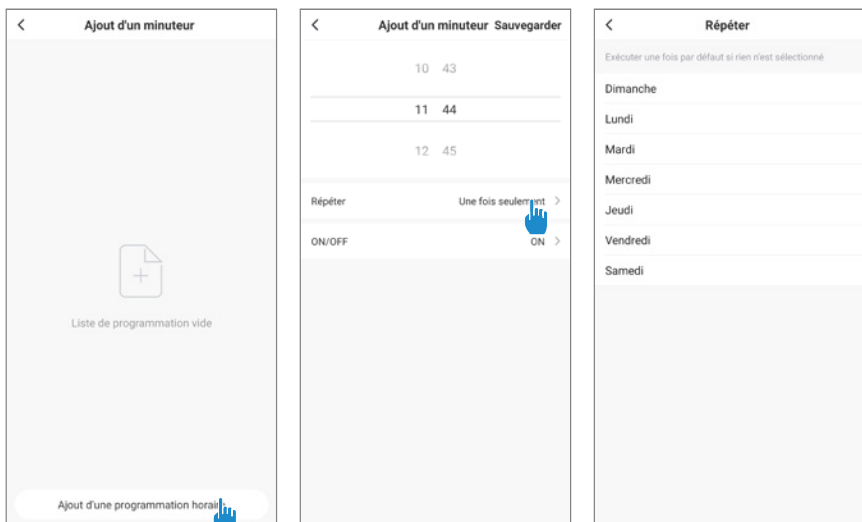 Ajout d'un minuteur
Liste de programmation vide
Ajout d'une programmation horaire
Ajout d'un minuteur Sauvegarder
10 43
11 44
12 45
Répéter Une fois seulement
ON/OFF ON
Répéter
Exécuter une fois par défaut si rien n'est sélectionné
Dimanche
Lundi
Mardi
Mercredi
Jeudi
Vendredi
Samedi